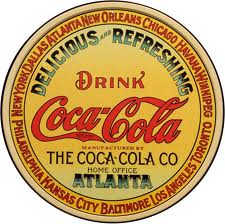 NEW YORK DALLAS ATLANTA NEW ORLEANS CHICAGO HAVANA WINNIPEG
DELICIOUS AND REFRESHING
DRINK
Coca-Cola
MANUFACTURED BY
THE COCA-COLA CO
HOME OFFICE
ATLANTA
PHILADELPHIA KANSAS CITY BALTIMORE LOS ANGELES TORONTO